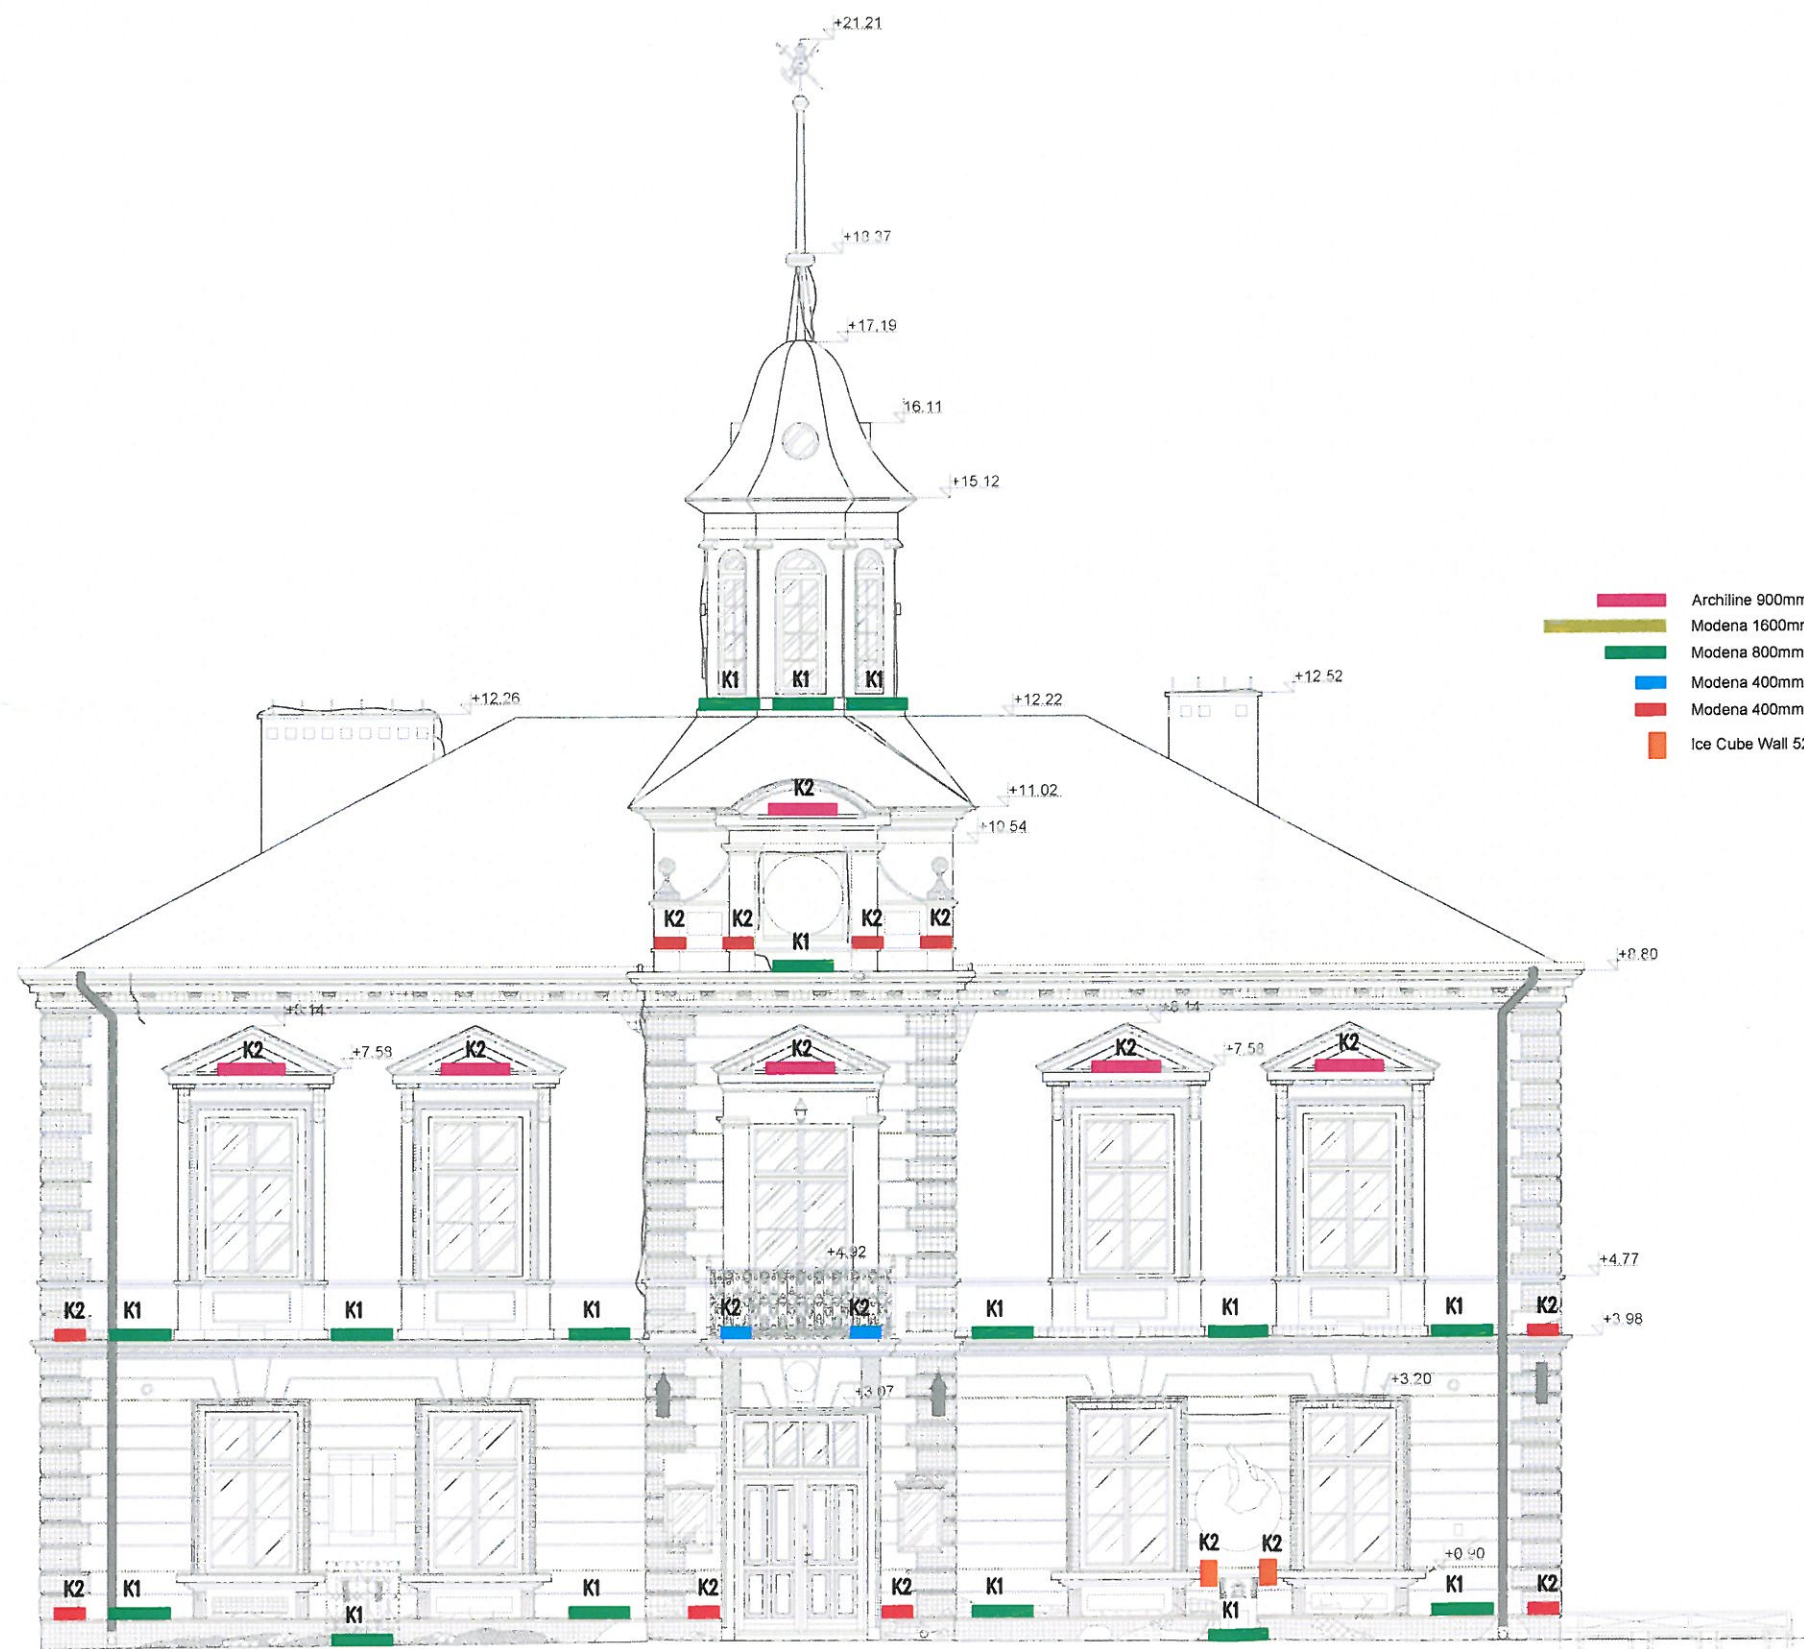 +21.21
+18.37
+17.19
16.11
+15.12
Archiline 900mm
Modena 1600mm
Modena 800mm
Modena 400mm
Modena 400mm
Ice Cube Wall 52
K1 K1 K1
+12.26 +12.22 +12.52
K2 +11.02
+10.54
K2 K2 K2 K2
K1
+8.80
+8.14 +8.14
K2 +7.58 K2 K2 K2 +7.58 K2
+4.92 +4.77
K2 K1 K1 K1 K2 K2 K1 K1 K1 K2
+3.98
+3.07 +3.20
K2 K2
+0.90
K2 K1 K1 K2 K2 K1 K1 K2
K1 K1